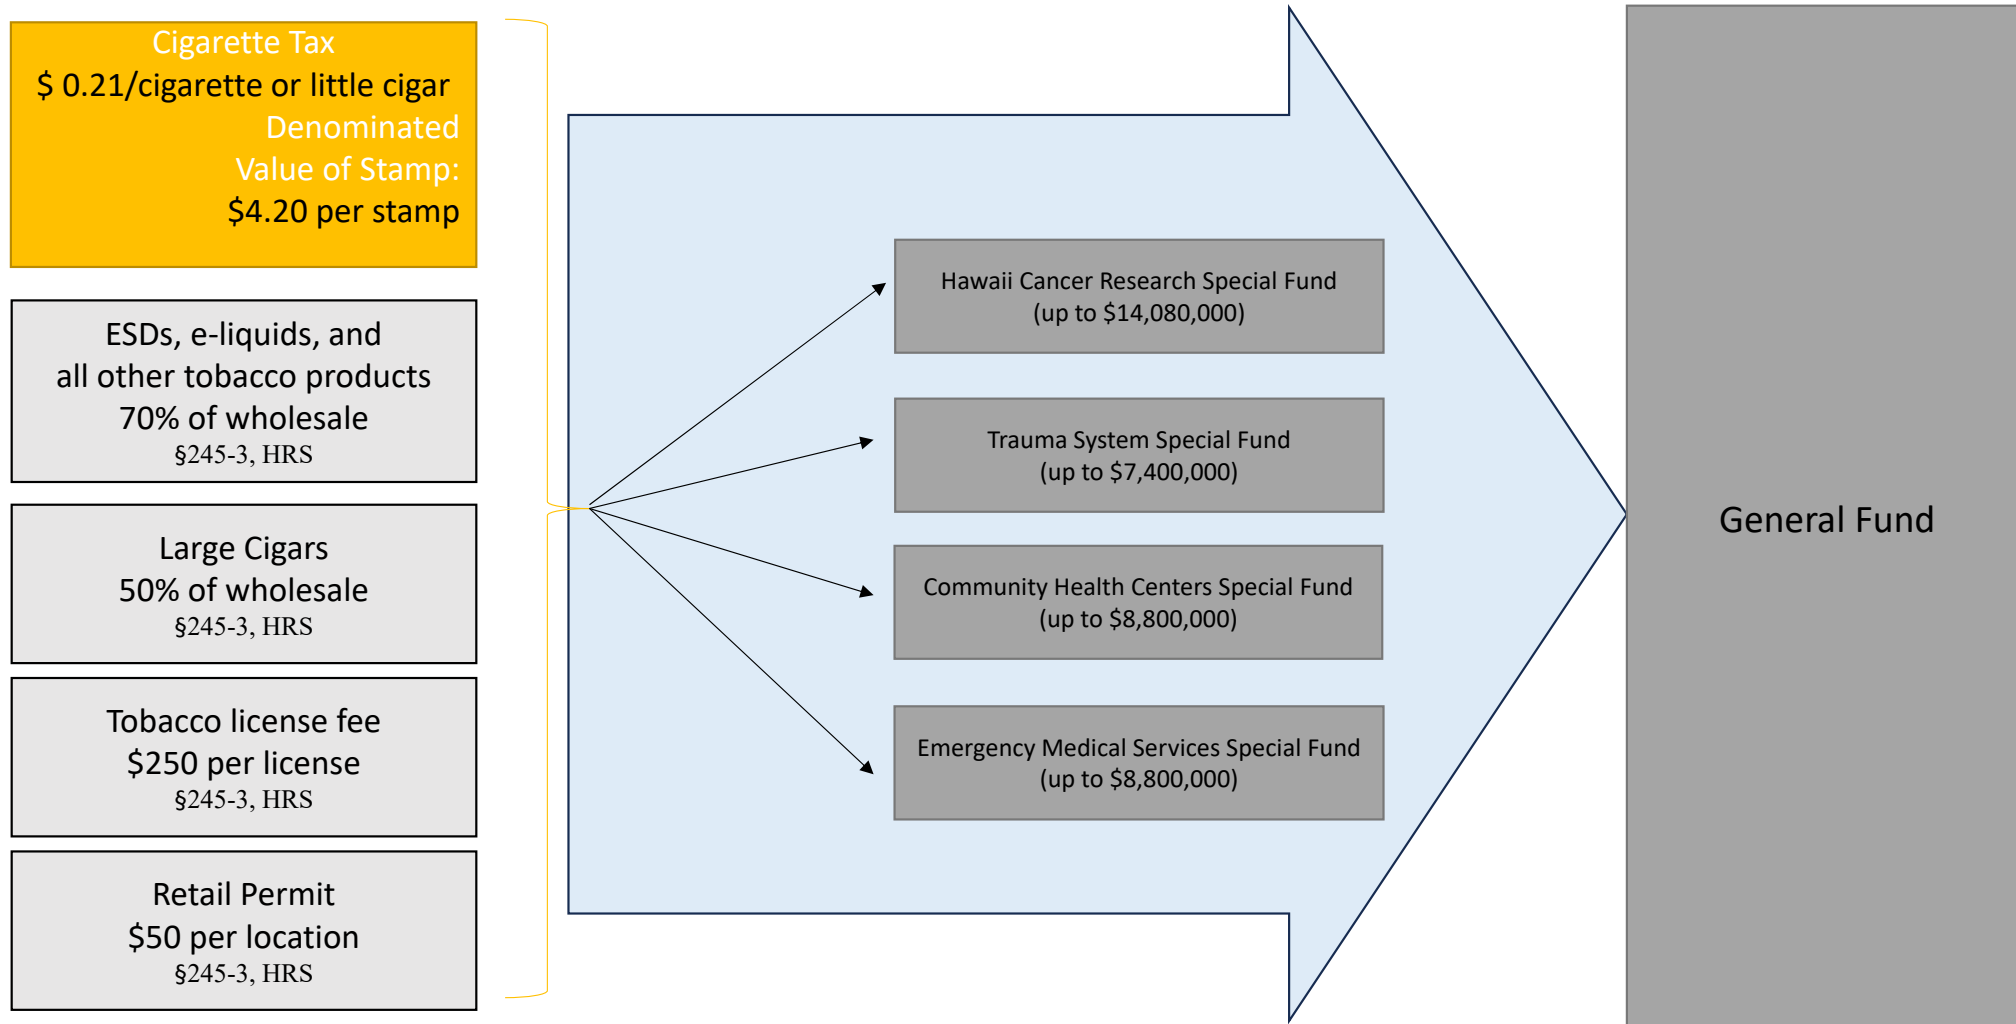 Cigarette Tax
$ 0.21/cigarette or little cigar
Denominated
Value of Stamp:
$4.20 per stamp
ESDs, e-liquids, and
all other tobacco products
70% of wholesale
§245-3, HRS
Large Cigars
50% of wholesale
§245-3, HRS
Tobacco license fee
$250 per license
§245-3, HRS
Retail Permit
$50 per location
§245-3, HRS
Hawaii Cancer Research Special Fund
(up to $14,080,000)
Trauma System Special Fund
(up to $7,400,000)
Community Health Centers Special Fund
(up to $8,800,000)
Emergency Medical Services Special Fund
(up to $8,800,000)
General Fund